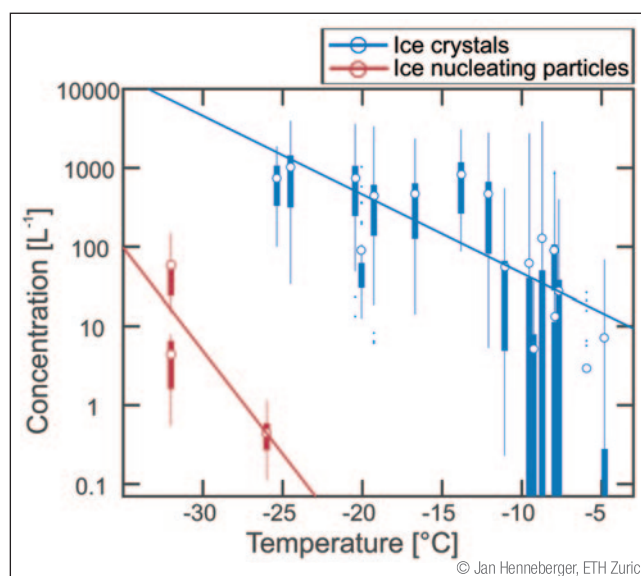 Ice crystals
Ice nucleating particles
10000
1000
100
10
1
0.1
Concentration [L-1]
-30
-25
-20
-15
-10
-5
Temperature [°C]
© Jan Henneberger, ETH Zuric